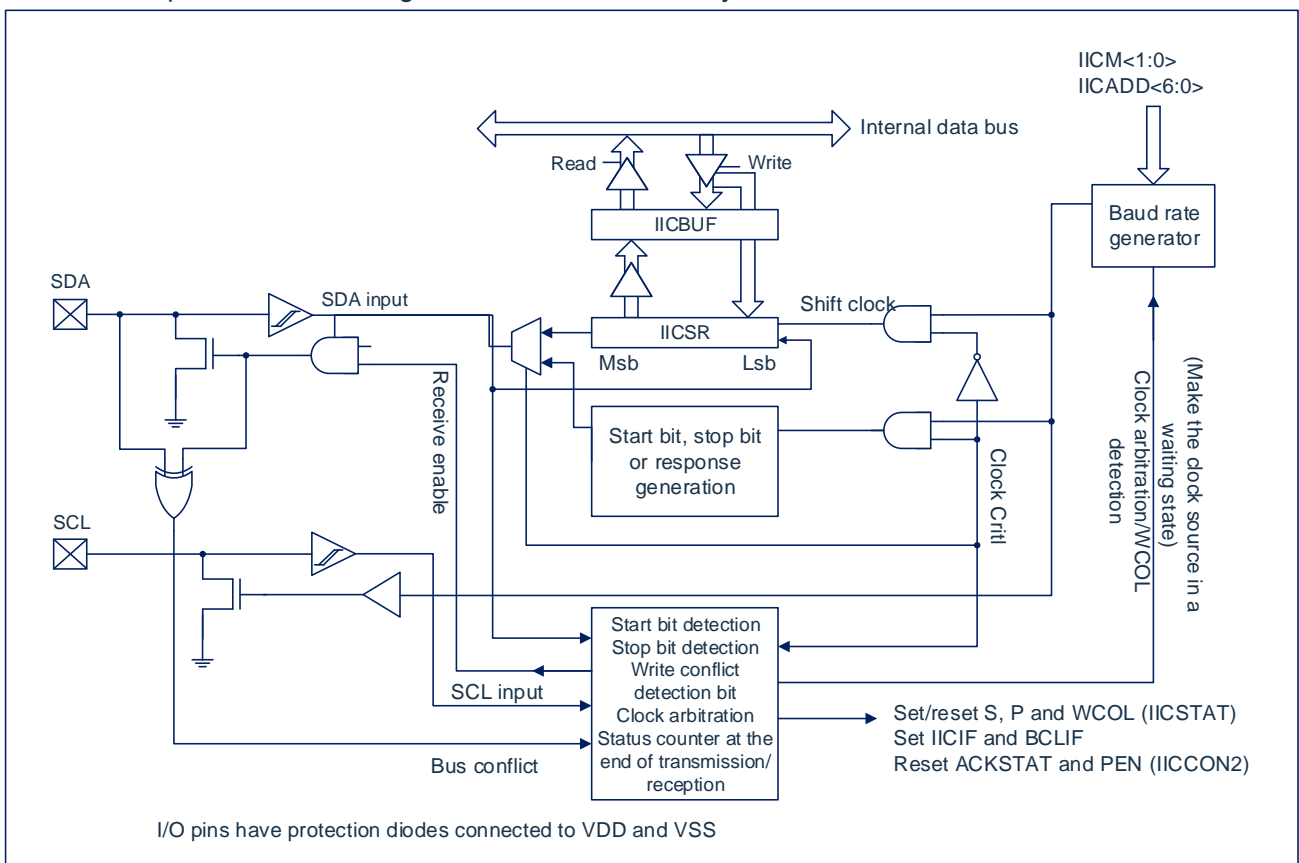 IICM<1:0>
IICADD<6:0>
Internal data bus
Read
Write
IICBUF
Baud rate
generator
SDA
SDA input
Shift clock
IICSR
Msb
Lsb
Receive enable
Start bit, stop bit
or response
generation
Clock Critl
(Make the clock source in a
waiting state)
Clock arbitration/WCOL
detection
SCL
SCL input
Bus conflict
Start bit detection
Stop bit detection
Write conflict
detection bit
Clock arbitration
Status counter at the
end of transmission/
reception
Set/reset S, P and WCOL (IICSTAT)
Set IICIF and BCLIF
Reset ACKSTAT and PEN (IICCON2)
I/O pins have protection diodes connected to VDD and VSS